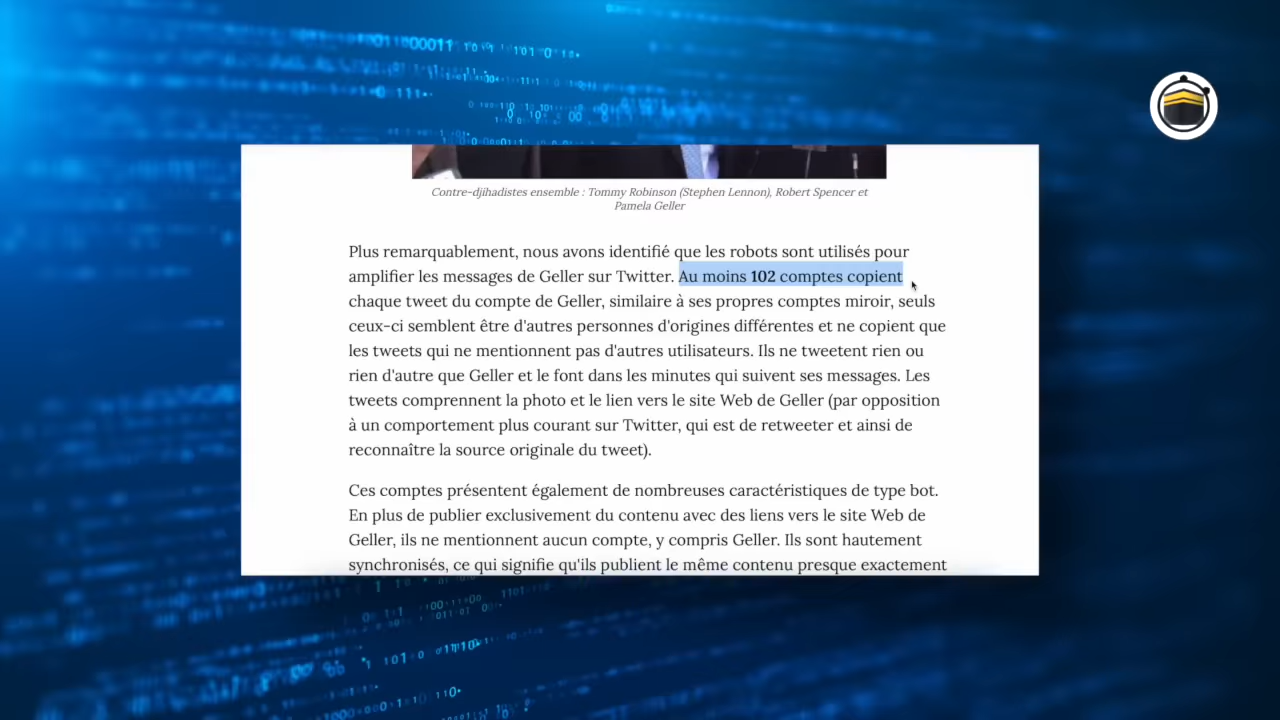 Contre-djihadistes ensemble : Tommy Robinson (Stephen Lennon), Robert Spencer et
Pamela Geller
Plus remarquablement, nous avons identifié que les robots sont utilisés pour
amplifier les messages de Geller sur Twitter. Au moins 102 comptes copient
chaque tweet du compte de Geller, similaire à ses propres comptes miroir, seuls
ceux-ci semblent être d'autres personnes d'origines différentes et ne copient que
les tweets qui ne mentionnent pas d'autres utilisateurs. Ils ne tweetent rien ou
rien d'autre que Geller et le font dans les minutes qui suivent ses messages. Les
tweets comprennent la photo et le lien vers le site Web de Geller (par opposition
à un comportement plus courant sur Twitter, qui est de retweeter et ainsi de
reconnaître la source originale du tweet).
Ces comptes présentent également de nombreuses caractéristiques de type bot.
En plus de publier exclusivement du contenu avec des liens vers le site Web de
Geller, ils ne mentionnent aucun compte, y compris Geller. Ils sont hautement
synchronisés, ce qui signifie qu'ils publient le même contenu presque exactement